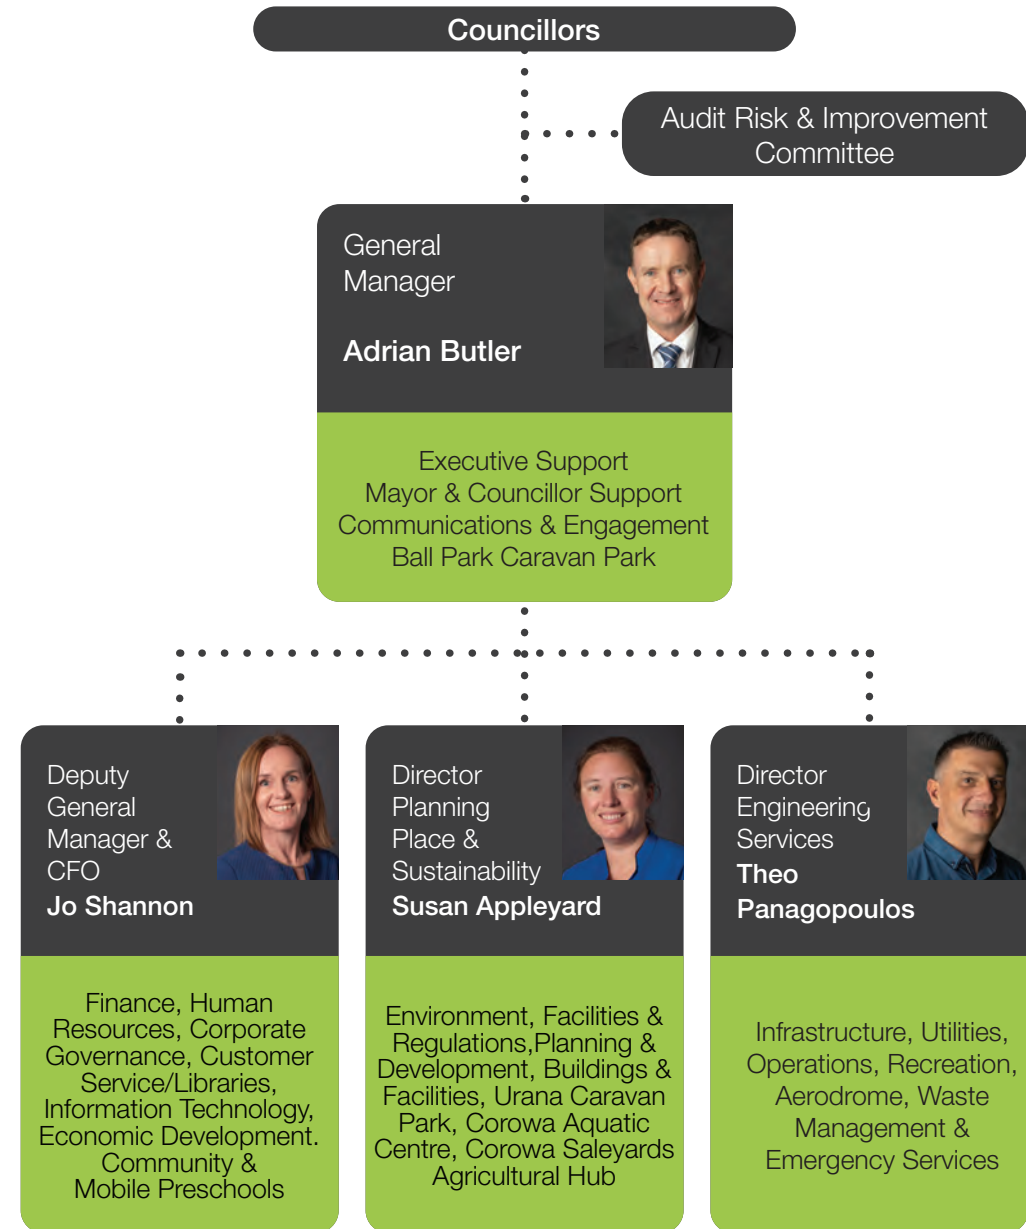 Councillors
Audit Risk & Improvement
Committee
General
Manager
Adrian Butler
Executive Support
Mayor & Councillor Support
Communications & Engagement
Ball Park Caravan Park
Deputy
General
Manager &
CFO
Jo Shannon
Finance, Human
Resources, Corporate
Governance, Customer
Service/Libraries,
Information Technology,
Economic Development.
Community &
Mobile Preschools
Director
Planning
Place &
Sustainability
Susan Appleyard
Environment, Facilities &
Regulations,Planning &
Development, Buildings &
Facilities, Urana Caravan
Park, Corowa Aquatic
Centre, Corowa Saleyards
Agricultural Hub
Director
Engineering
Services
Theo
Panagopoulos
Infrastructure, Utilities,
Operations, Recreation,
Aerodrome, Waste
Management &
Emergency Services